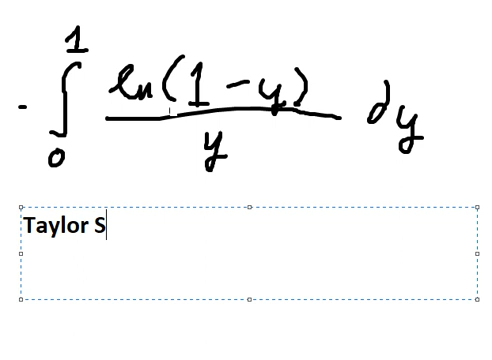 - ∫₀¹ ln(1-y)/y dy
Taylor S